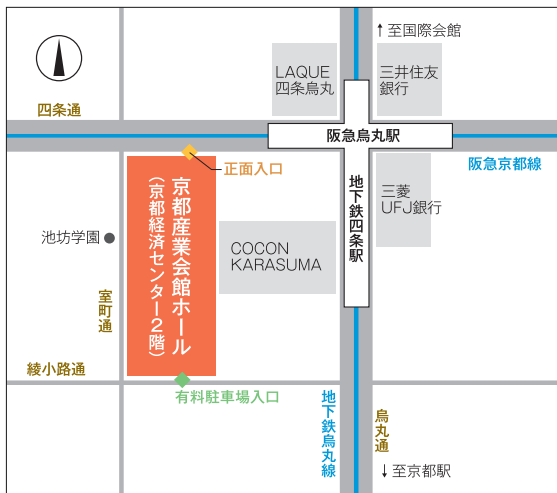 ↑至国際会館
LAQUE
四条烏丸
三井住友
銀行
四条通
阪急烏丸駅
阪急京都線
正面入口
京都産業会館ホール
（京都経済センター2階）
地下鉄四条駅
三菱
UFJ銀行
池坊学園
COCON
KARASUMA
室町通
綾小路通
有料駐車場入口
地下鉄烏丸線
烏丸通
↓至京都駅